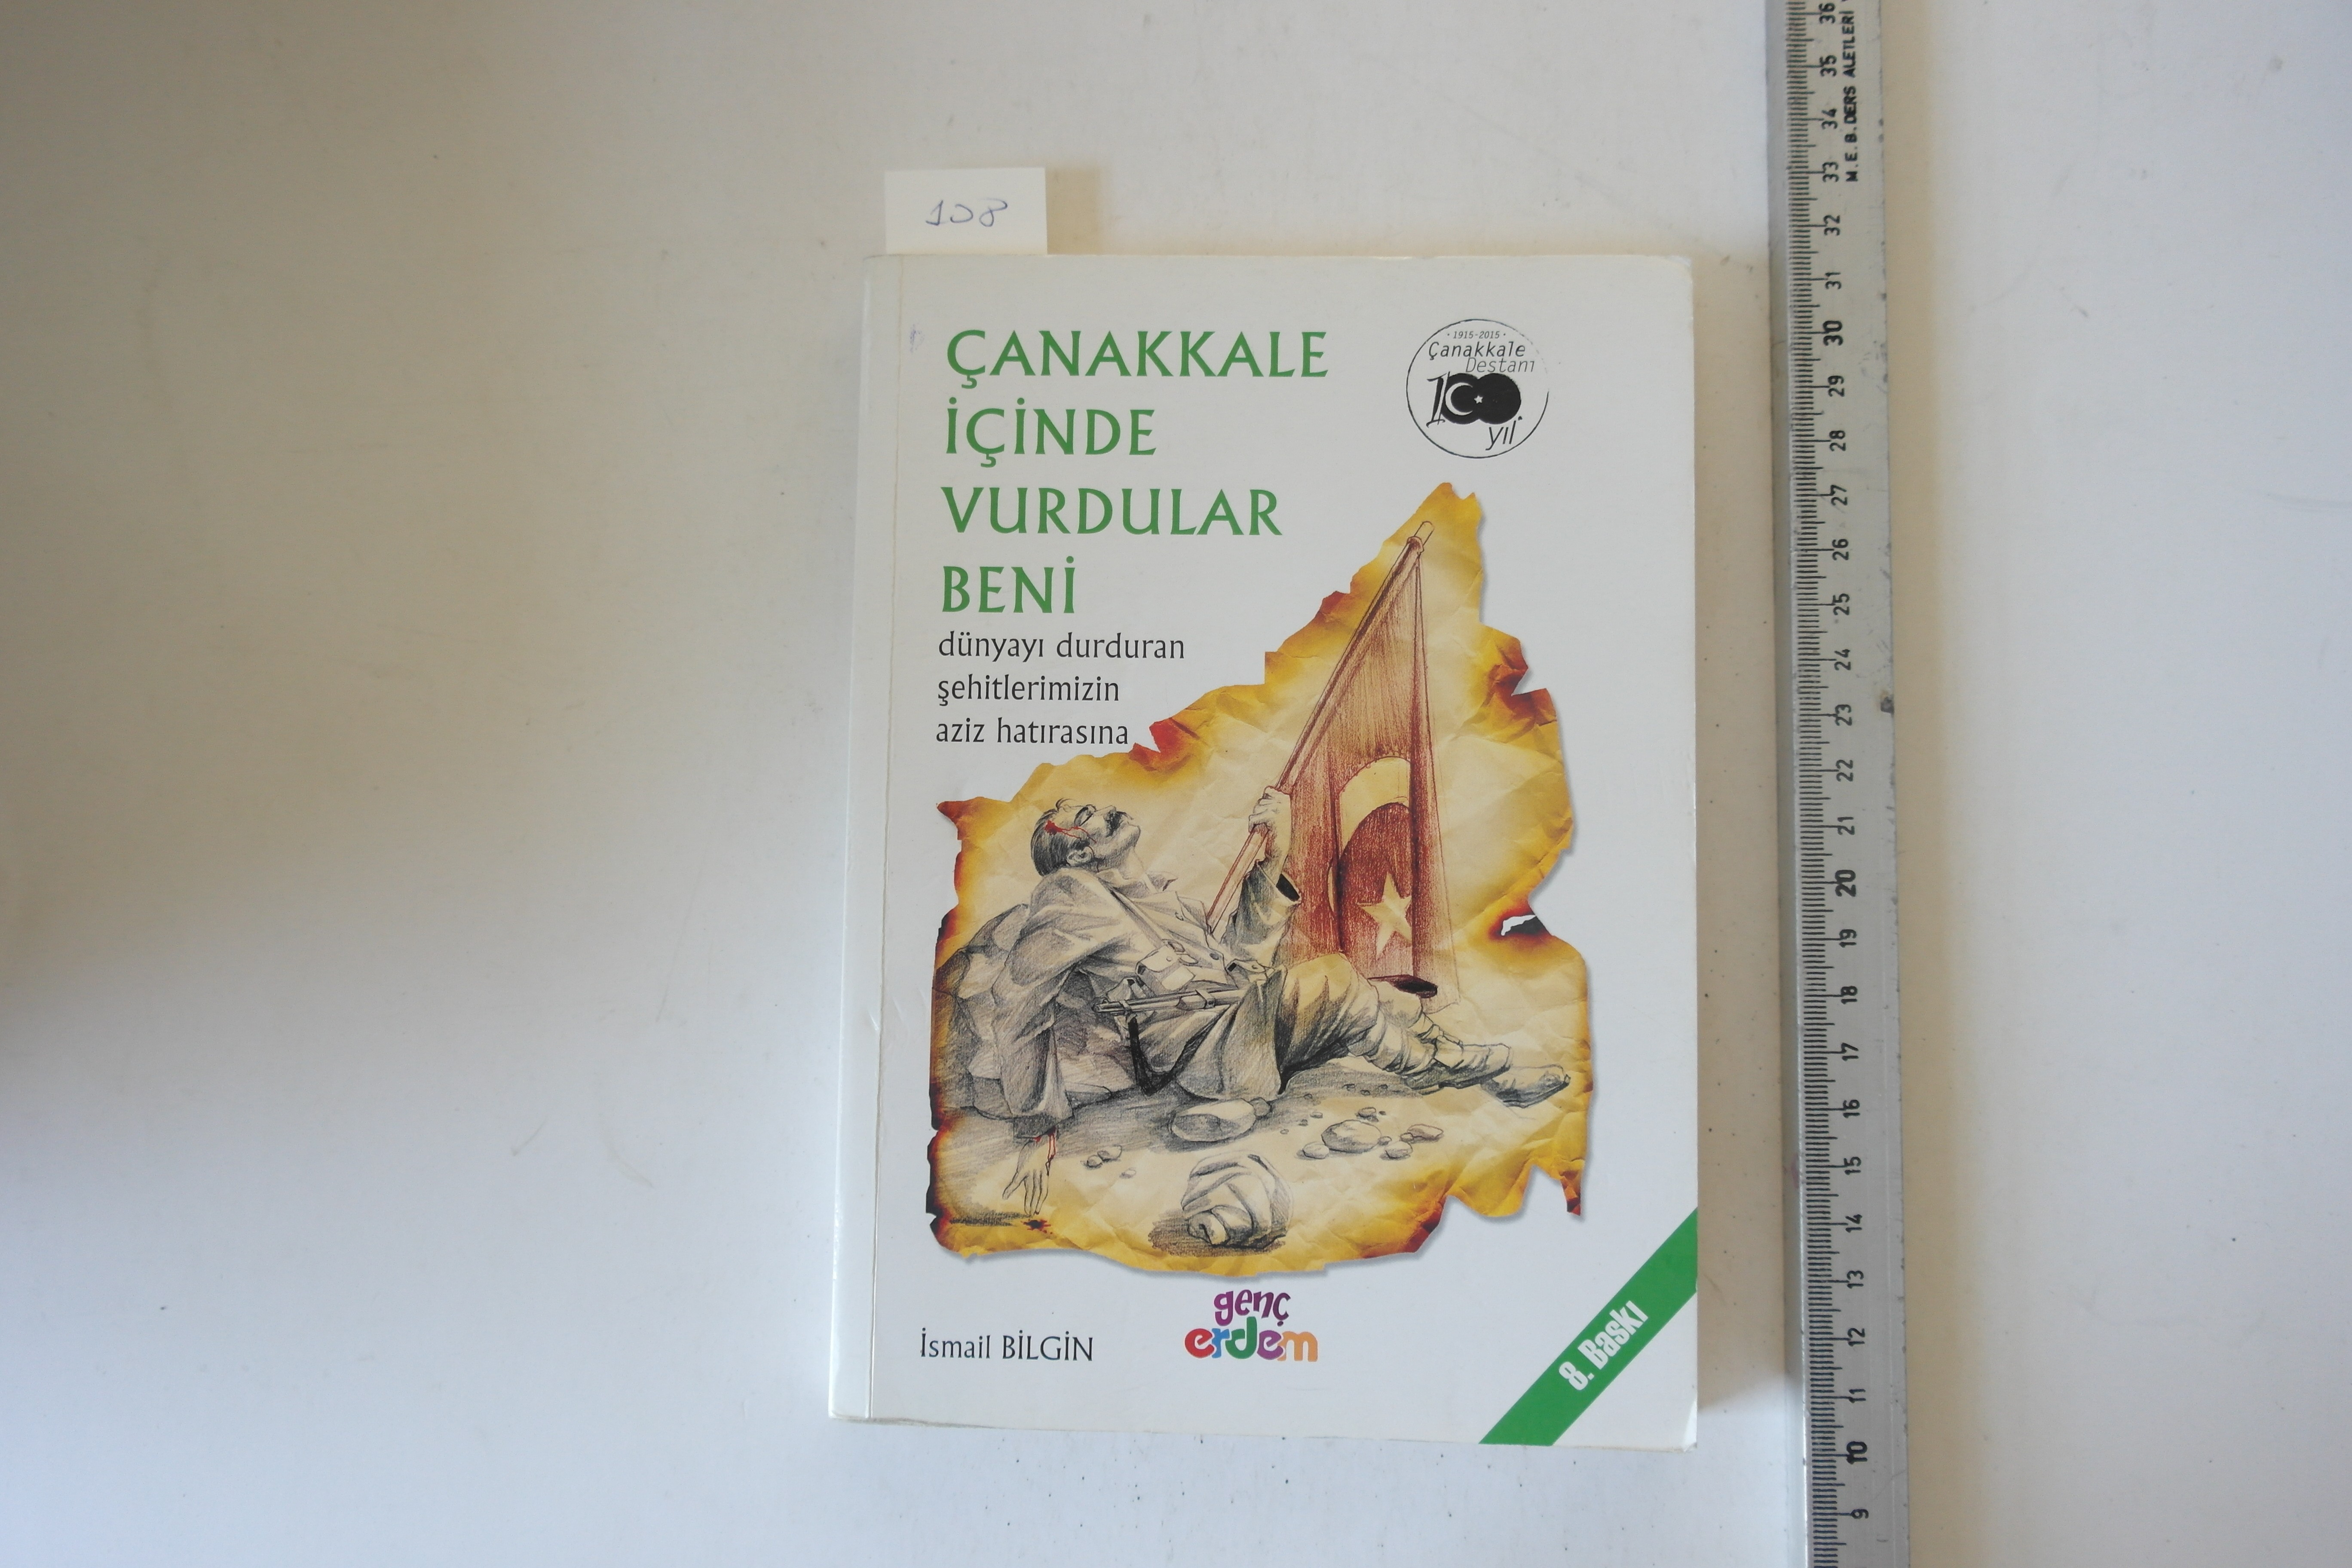 108
ÇANAKKALE
İÇİNDE
VURDULAR
BENİ
dünyayı durduran
şehitlerimizin
aziz hatırasına
• 1915-2015 •
Çanakkale
Destanı
100
yıl
İsmail BİLGİN
genç
erdem
8. Baskı
M.E.B. DERS ALETLERİ
36
35
34
33
32
31
30
29
28
27
26
25
24
23
22
21
20
19
18
17
16
15
14
13
12
11
10
9